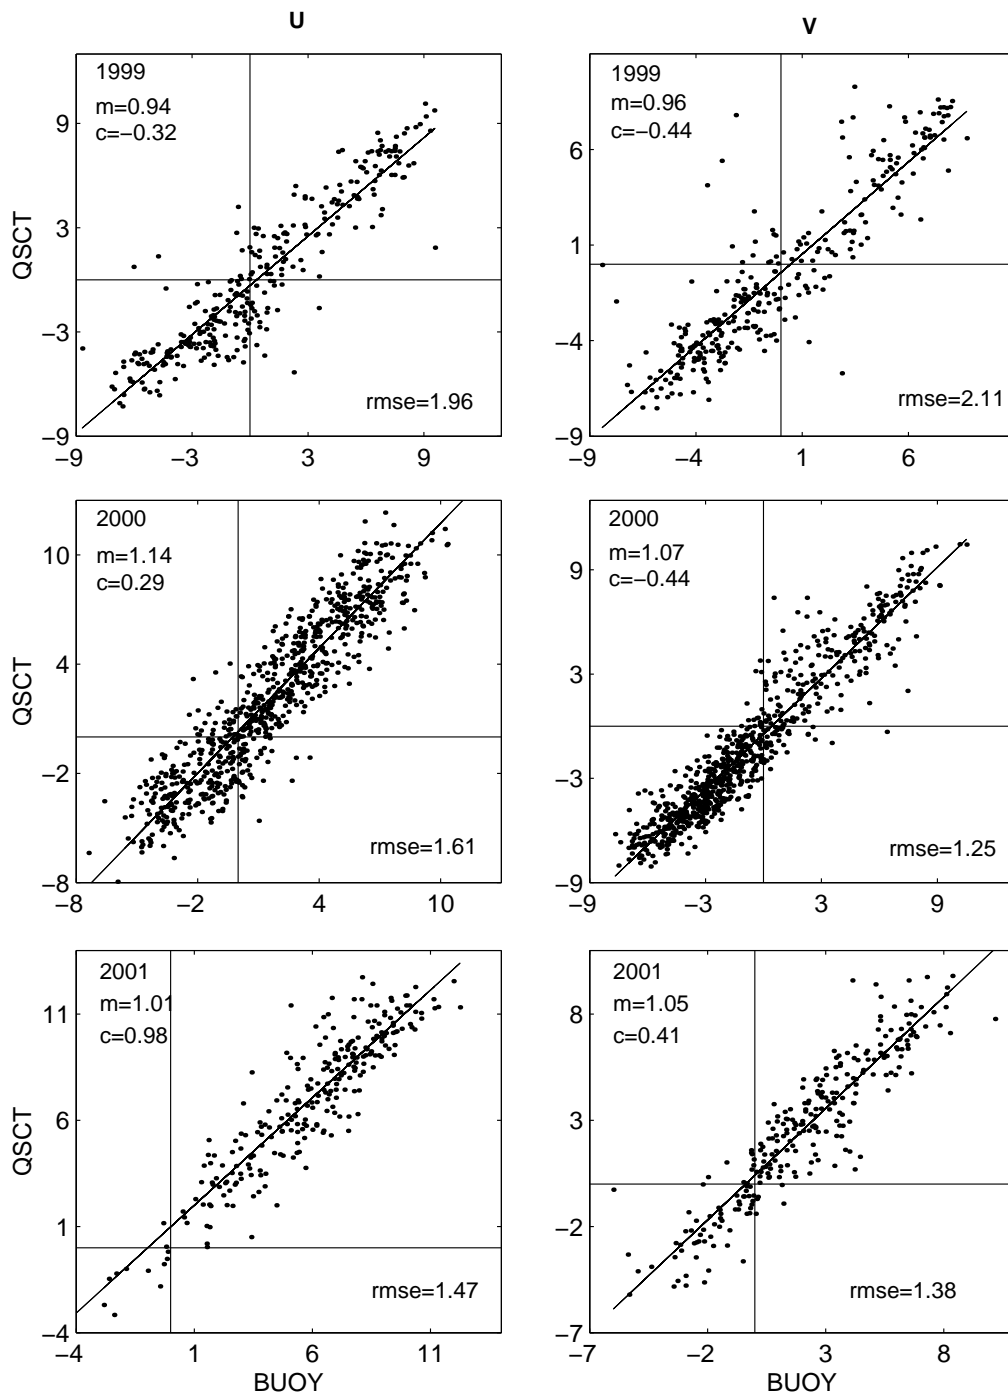 U
V
1999
m=0.94
c=−0.32
9
3
−3
−9
QSCT
rmse=1.96
−9
−3
3
9
1999
m=0.96
c=−0.44
6
1
−4
−9
rmse=2.11
−9
−4
1
6
2000
m=1.14
c=0.29
10
4
−2
−8
QSCT
rmse=1.61
−8
−2
4
10
2000
m=1.07
c=−0.44
9
3
−3
−9
rmse=1.25
−9
−3
3
9
2001
m=1.01
c=0.98
11
6
1
−4
QSCT
rmse=1.47
−4
1
6
11
BUOY
2001
m=1.05
c=0.41
8
3
−2
−7
rmse=1.38
−7
−2
3
8
BUOY